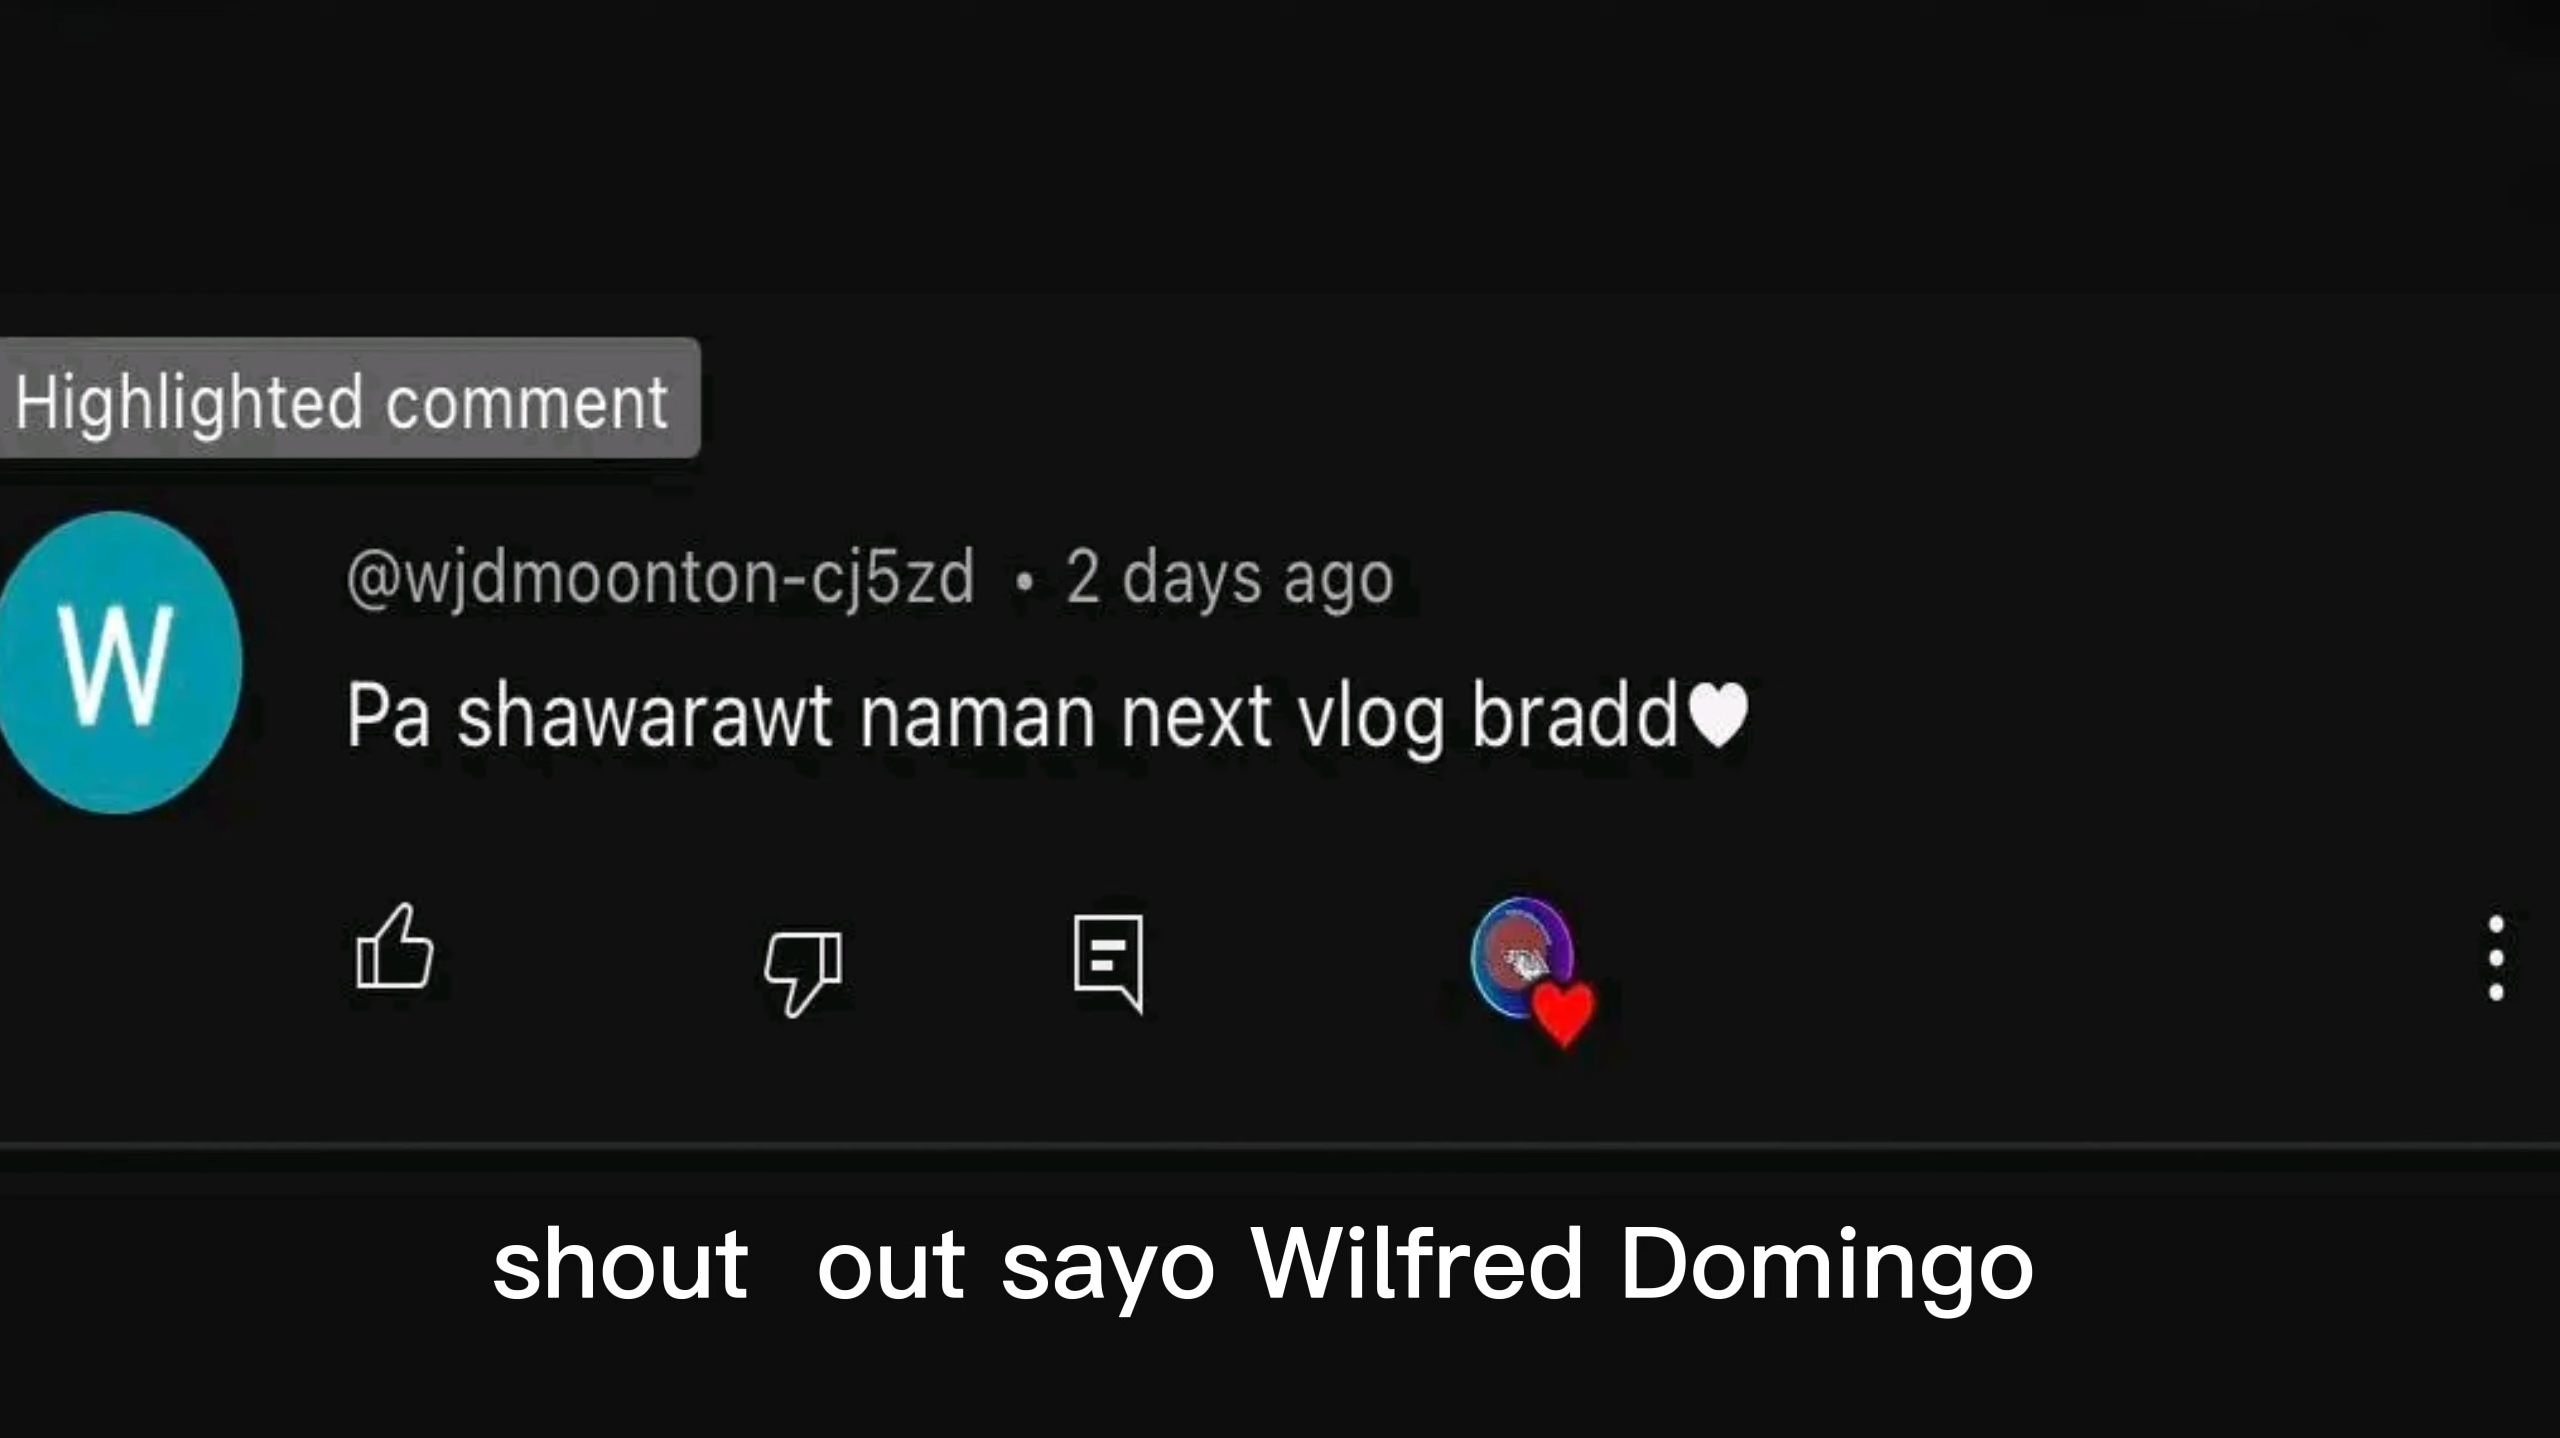 Highlighted comment
W
@wjdmoonton-cj5zd • 2 days ago
Pa shawarawt naman next vlog bradd🤍
shout out sayo Wilfred Domingo